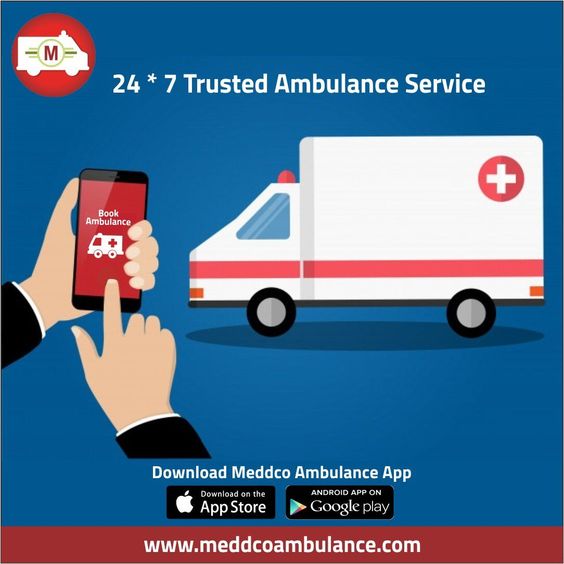 M
24 * 7 Trusted Ambulance Service
Book
Ambulance
Download Meddco Ambulance App
Download on the
App Store
ANDROID APP ON
Google play
www.meddcoambulance.com